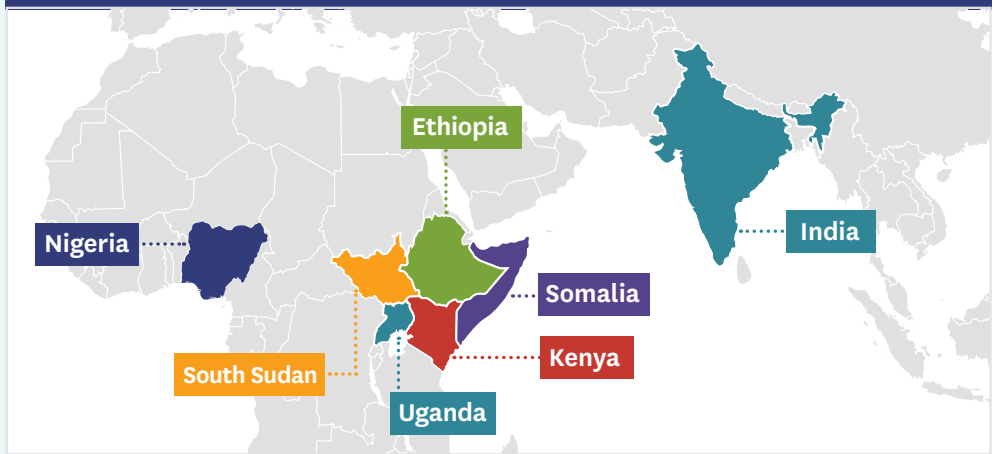 Ethiopia
Nigeria
India
Somalia
Kenya
South Sudan
Uganda